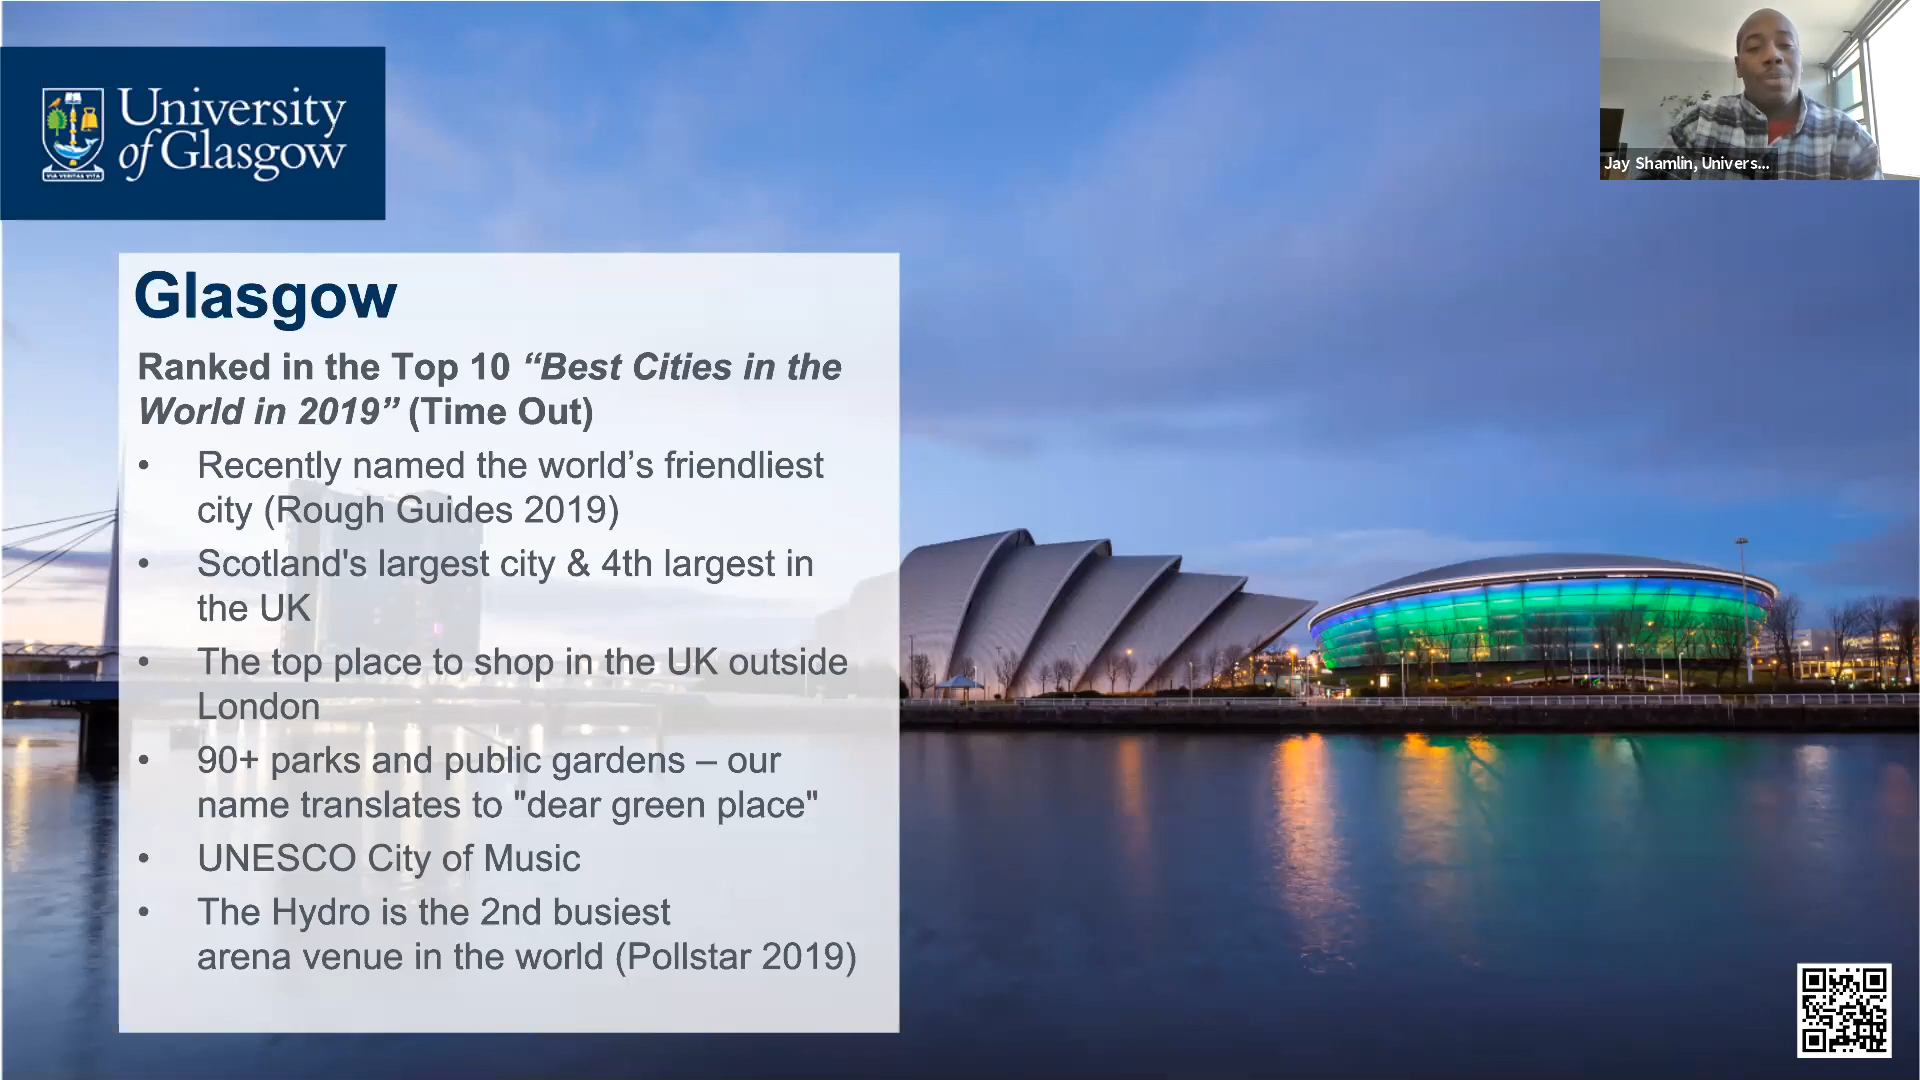 University
of Glasgow
VIA VERITAS VITA
Jay Shamlin, Univers...
Glasgow
Ranked in the Top 10 “Best Cities in the
World in 2019” (Time Out)
• Recently named the world’s friendliest
city (Rough Guides 2019)
• Scotland's largest city & 4th largest in
the UK
• The top place to shop in the UK outside
London
• 90+ parks and public gardens – our
name translates to "dear green place"
• UNESCO City of Music
• The Hydro is the 2nd busiest
arena venue in the world (Pollstar 2019)